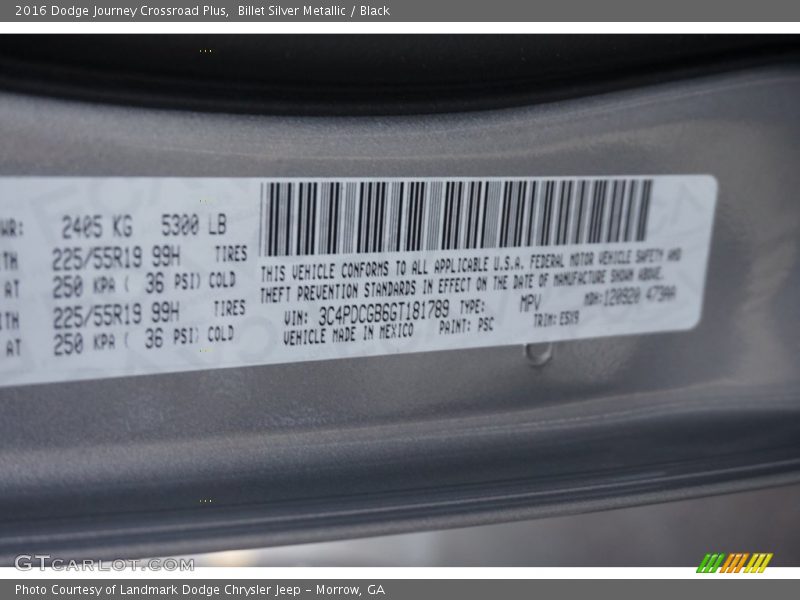 2016 Dodge Journey Crossroad Plus, Billet Silver Metallic / Black
WR: 2405 KG 5300 LB
TH 225/55R19 99H TIRES
AT 250 KPA ( 36 PSI) COLD
ITH 225/55R19 99H TIRES
AT 250 KPA ( 36 PSI) COLD
THIS VEHICLE CONFORMS TO ALL APPLICABLE U.S.A. FEDERAL MOTOR VEHICLE SAFETY AND
THEFT PREVENTION STANDARDS IN EFFECT ON THE DATE OF MANUFACTURE SHOWN ABOVE.
VIN: 3C4PDCGB6GT181789 TYPE: MPV MDH: 120920 479AA
VEHICLE MADE IN MEXICO PAINT: PSC TRIM: E5X9
GTCARLOT.COM
Photo Courtesy of Landmark Dodge Chrysler Jeep - Morrow, GA